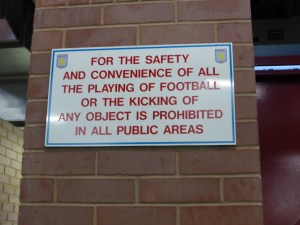 FOR THE SAFETY
AND CONVENIENCE OF ALL
THE PLAYING OF FOOTBALL
OR THE KICKING OF
ANY OBJECT IS PROHIBITED
IN ALL PUBLIC AREAS